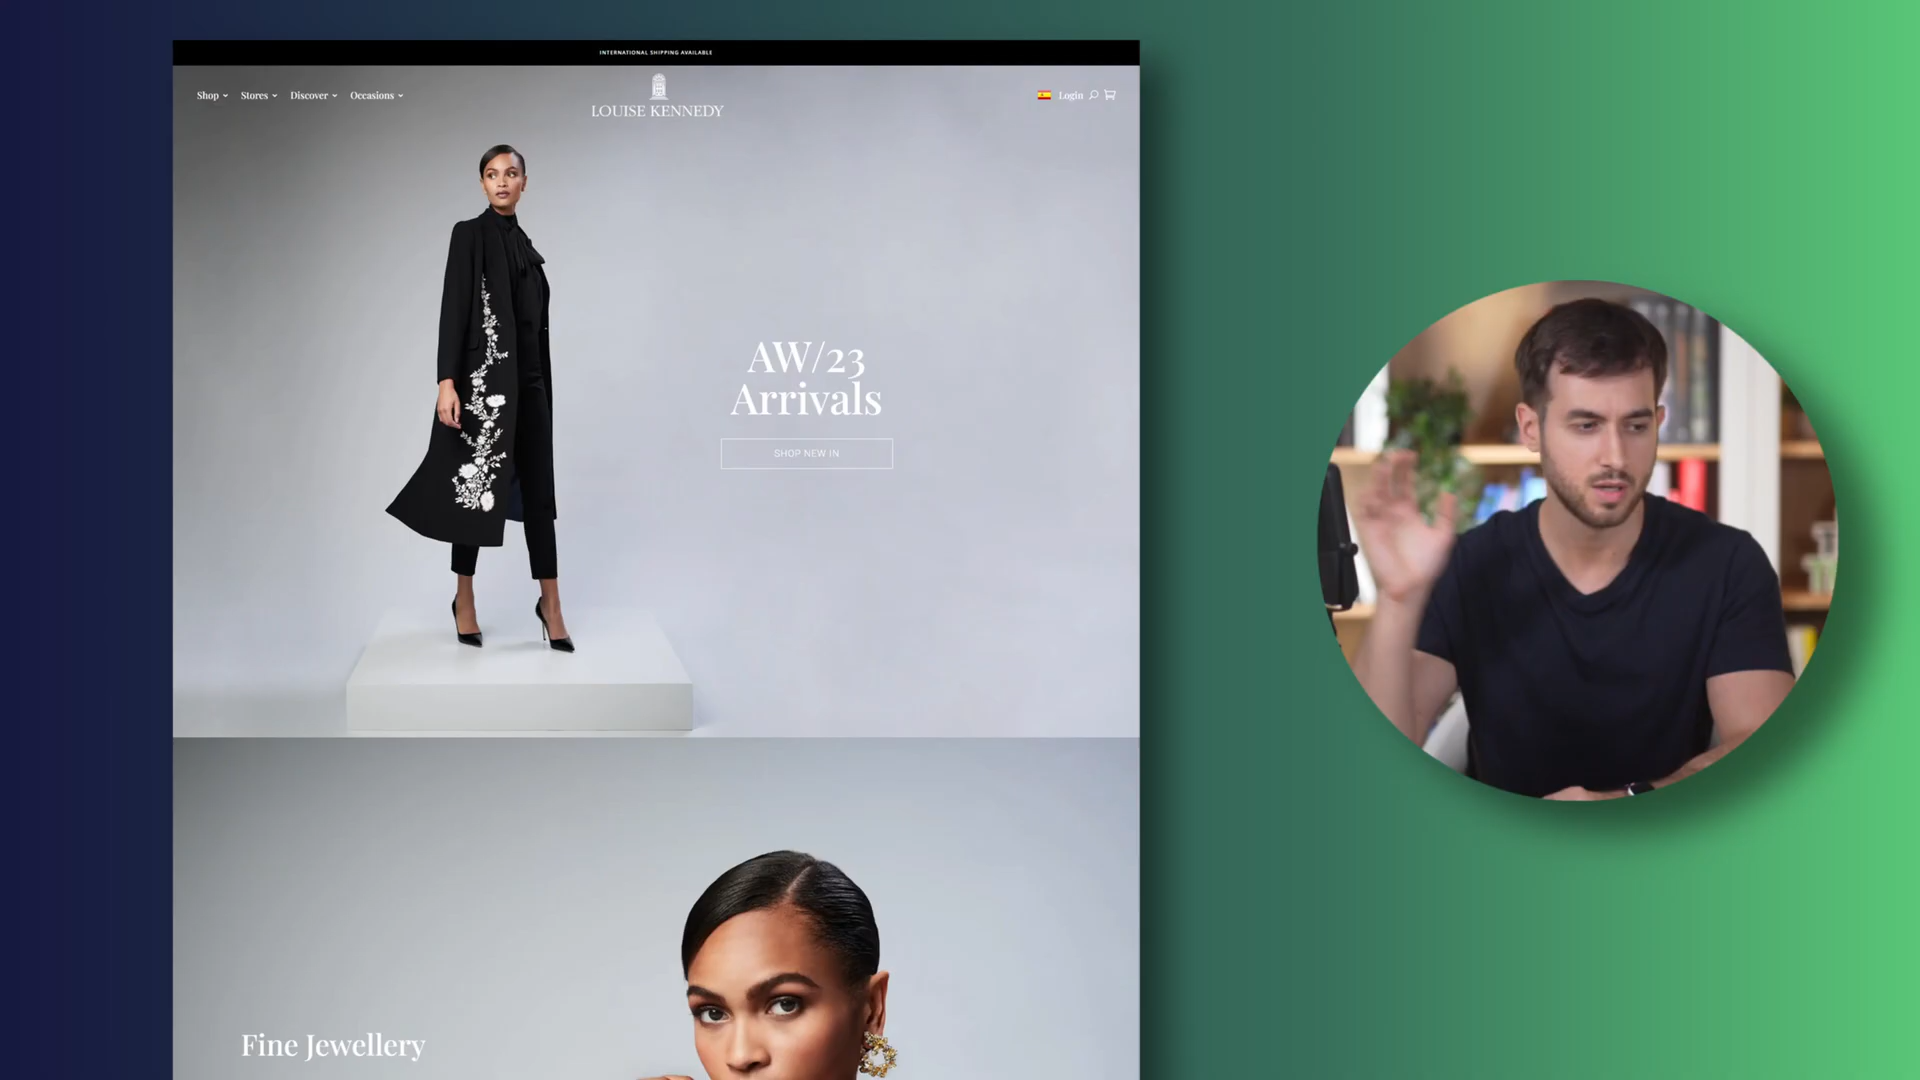 INTERNATIONAL SHIPPING AVAILABLE
Shop Stores Discover Occasions
LOUISE KENNEDY
Login
AW/23
Arrivals
SHOP NEW IN
Fine Jewellery